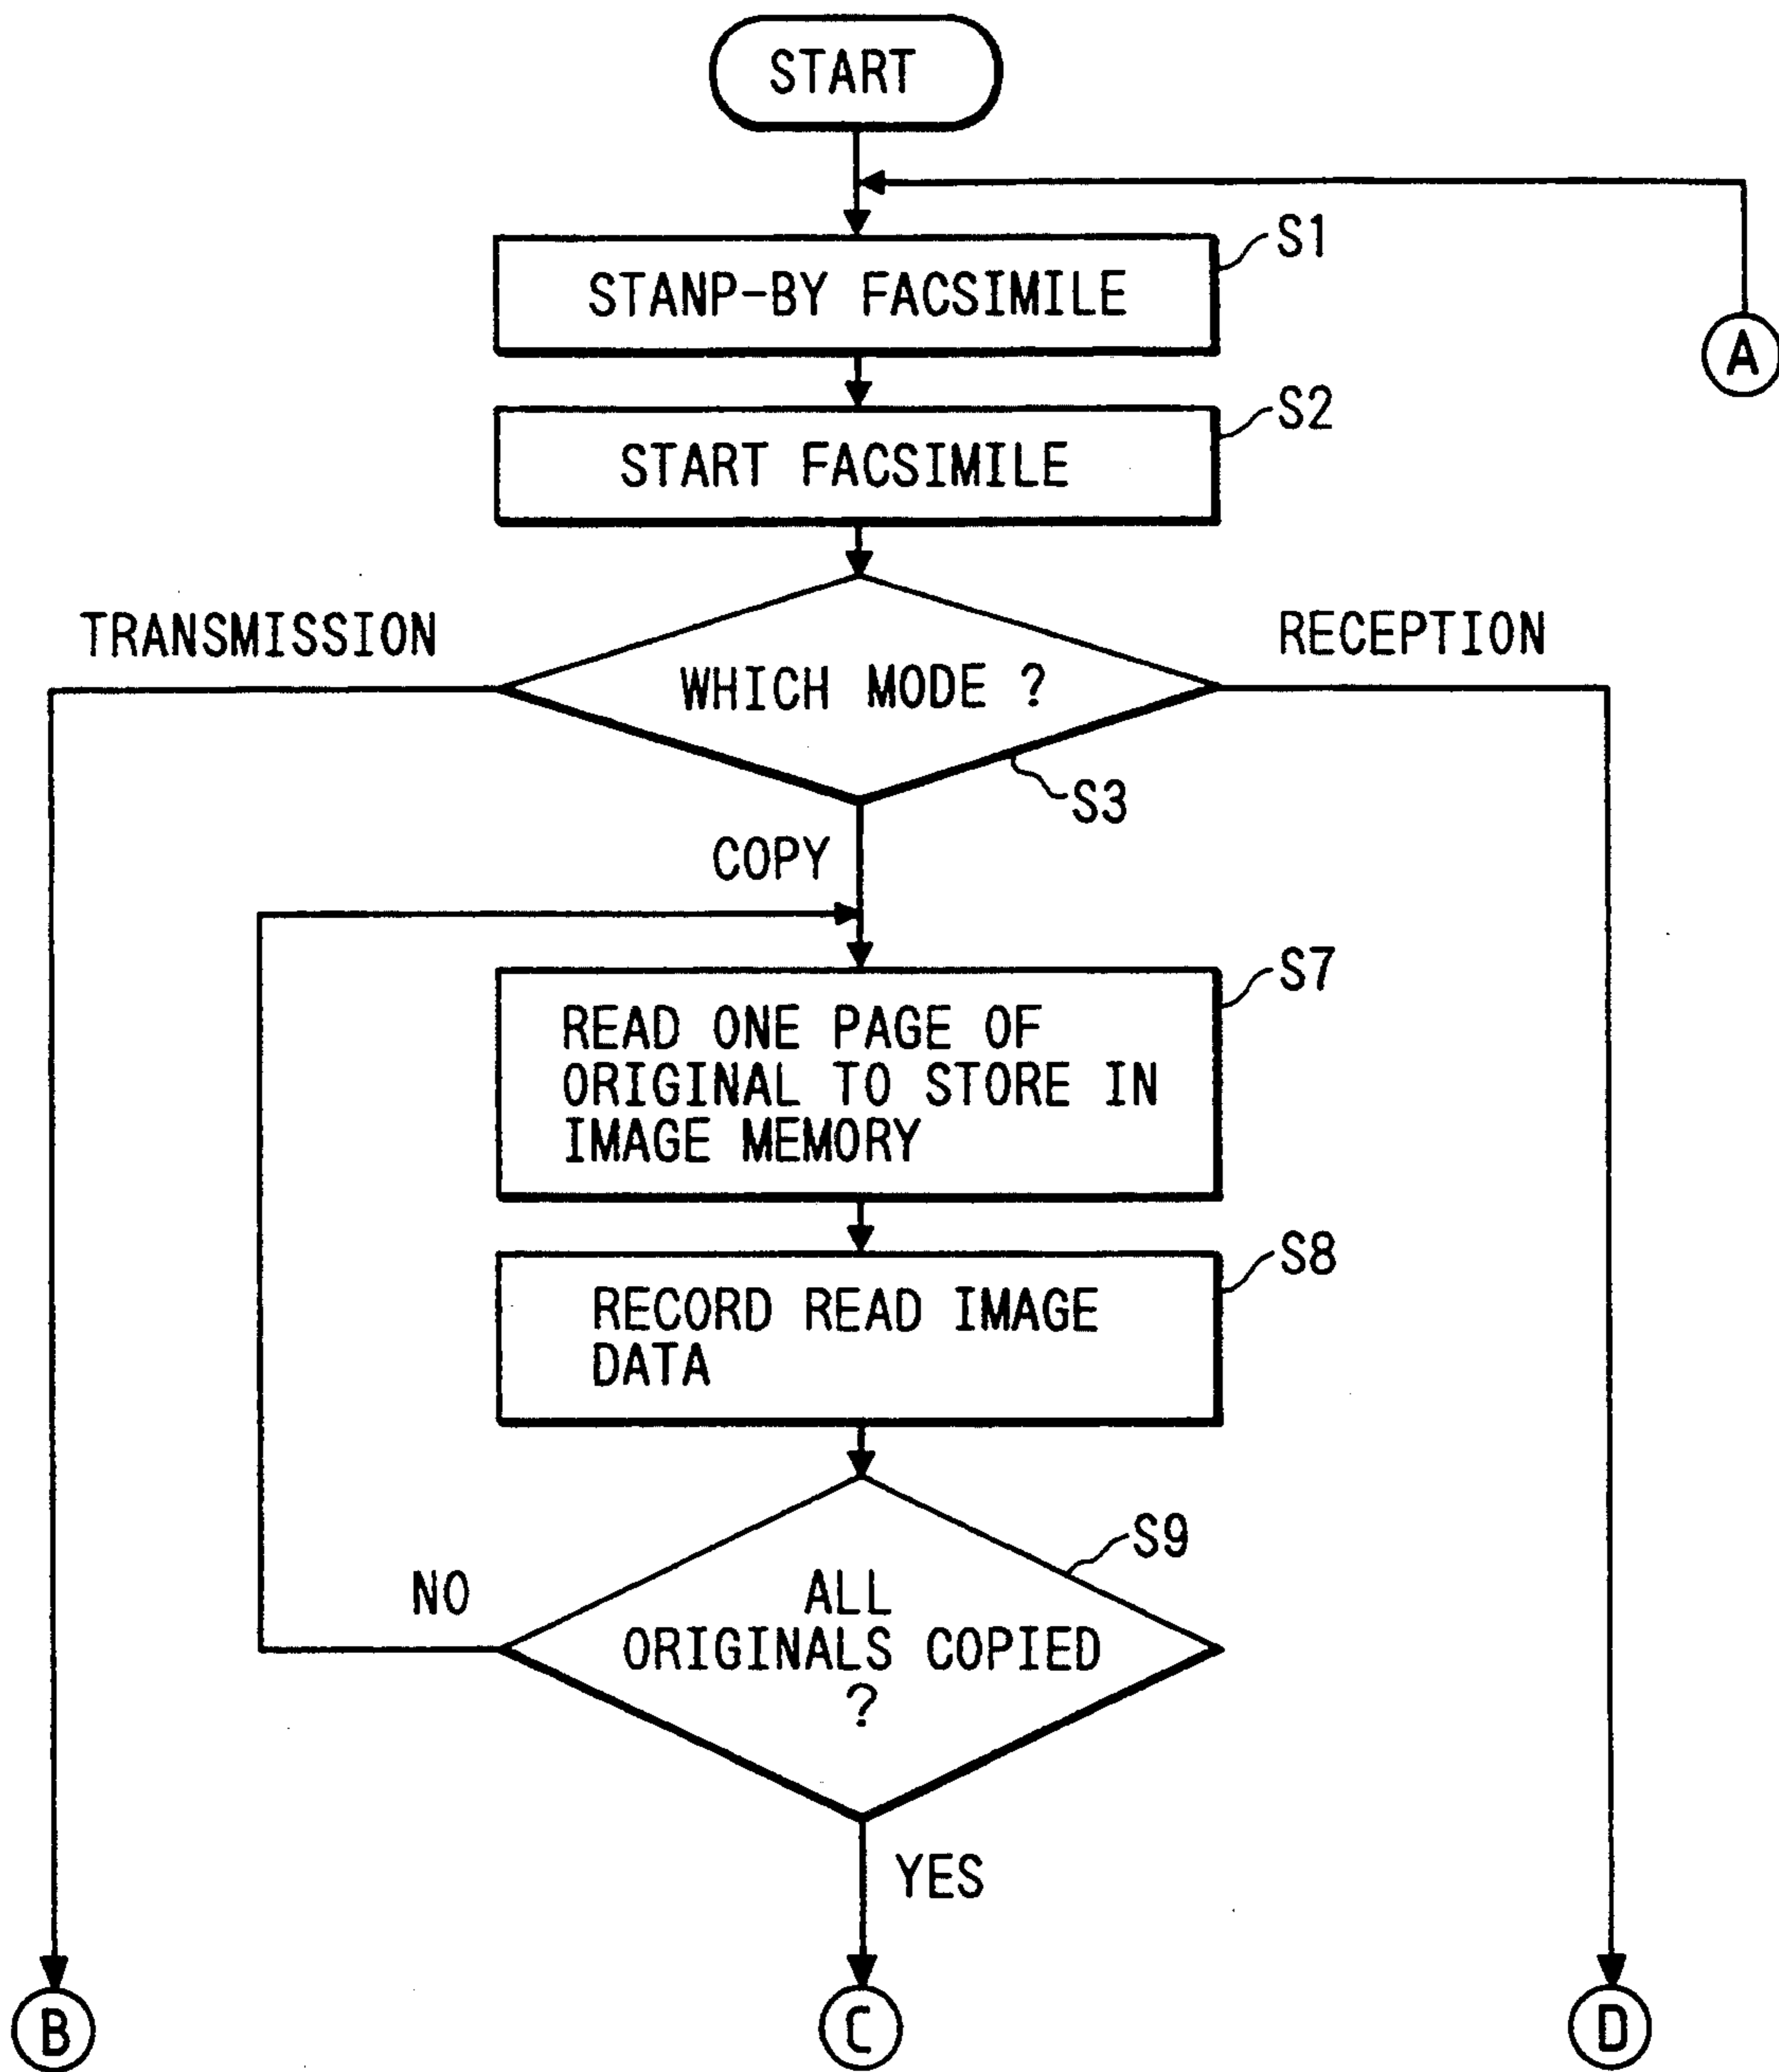 START
S1
STANP-BY FACSIMILE
A
S2
START FACSIMILE
TRANSMISSION
RECEPTION
WHICH MODE ?
S3
COPY
S7
READ ONE PAGE OF
ORIGINAL TO STORE IN
IMAGE MEMORY
S8
RECORD READ IMAGE
DATA
S9
NO
ALL
ORIGINALS COPIED
?
YES
B
C
D